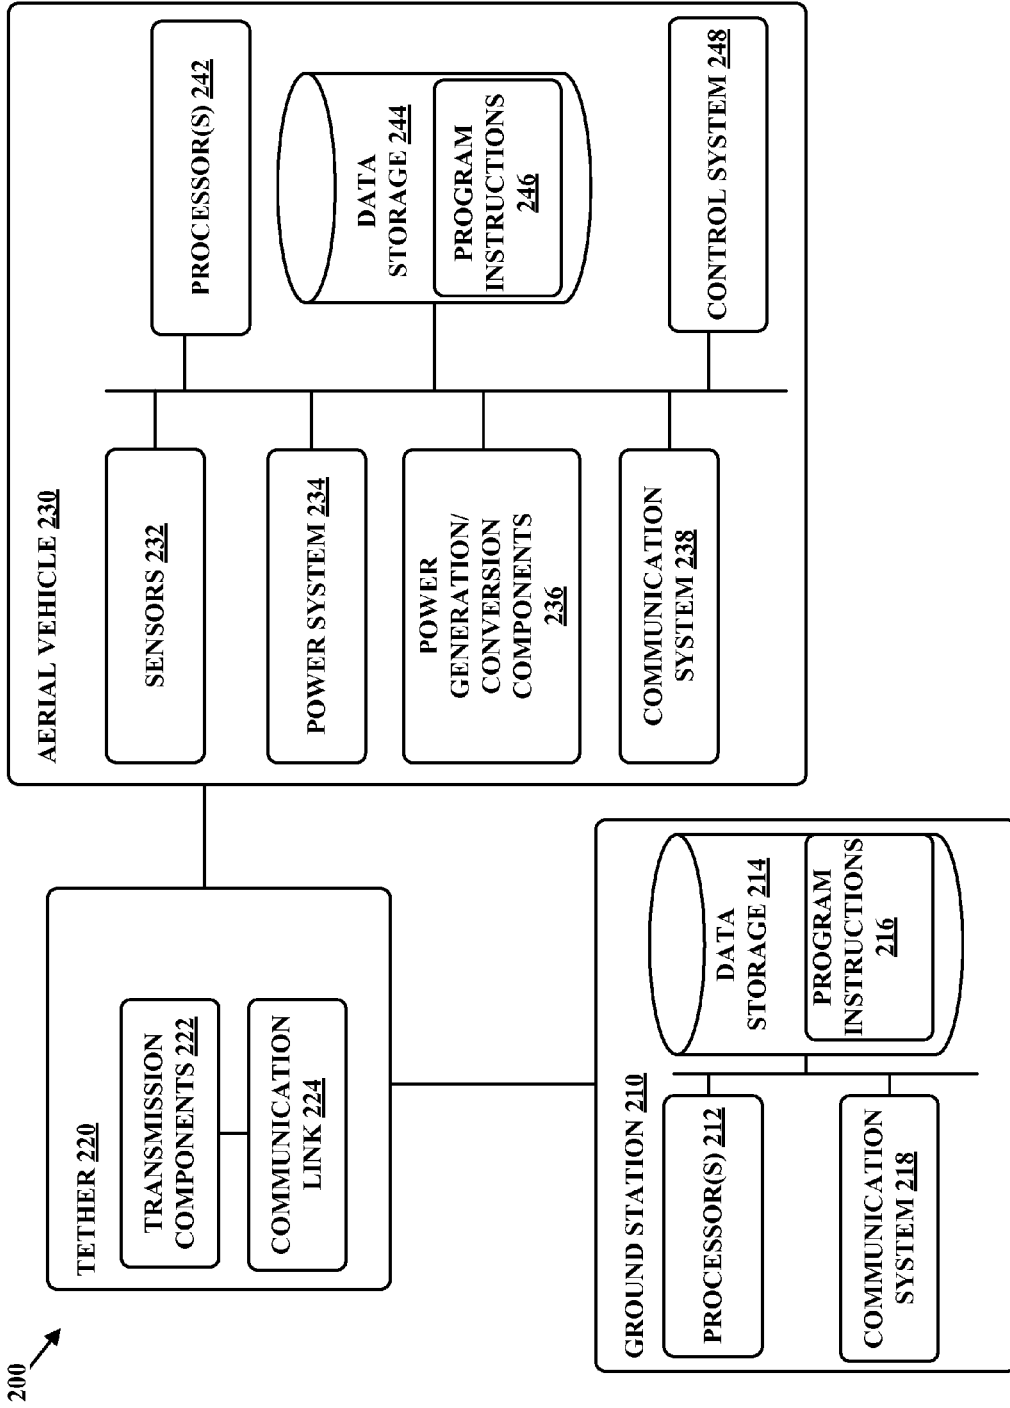 200
TETHER 220
TRANSMISSION
COMPONENTS 222
COMMUNICATION
LINK 224
AERIAL VEHICLE 230
SENSORS 232
POWER SYSTEM 234
POWER
GENERATION/
CONVERSION
COMPONENTS
236
COMMUNICATION
SYSTEM 238
PROCESSOR(S) 242
DATA
STORAGE 244
PROGRAM
INSTRUCTIONS
246
CONTROL SYSTEM 248
GROUND STATION 210
PROCESSOR(S) 212
COMMUNICATION
SYSTEM 218
DATA
STORAGE 214
PROGRAM
INSTRUCTIONS
216